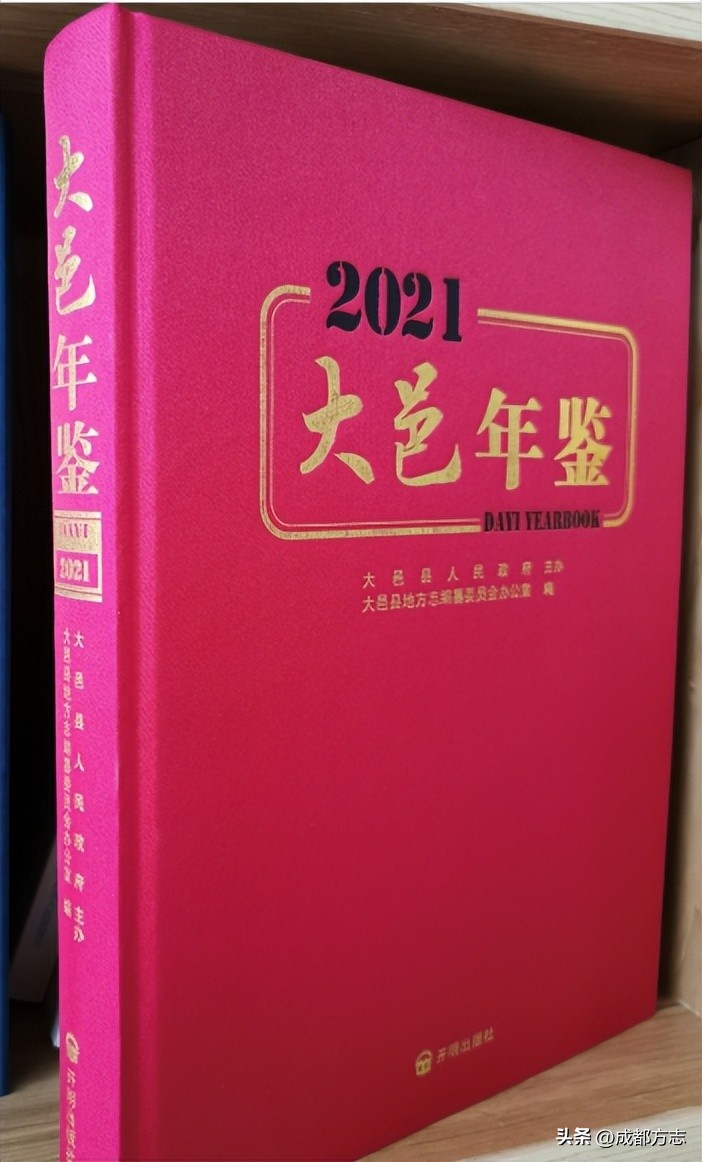 2021
大邑年鉴
DAYI YEARBOOK
大邑县人民政府 主办
大邑县地方志编纂委员会办公室 编
开明出版社
大邑年鉴
DAYI
2021
大邑县人民政府 主办
大邑县地方志编纂委员会办公室 编
开明出版社
头条 @成都方志